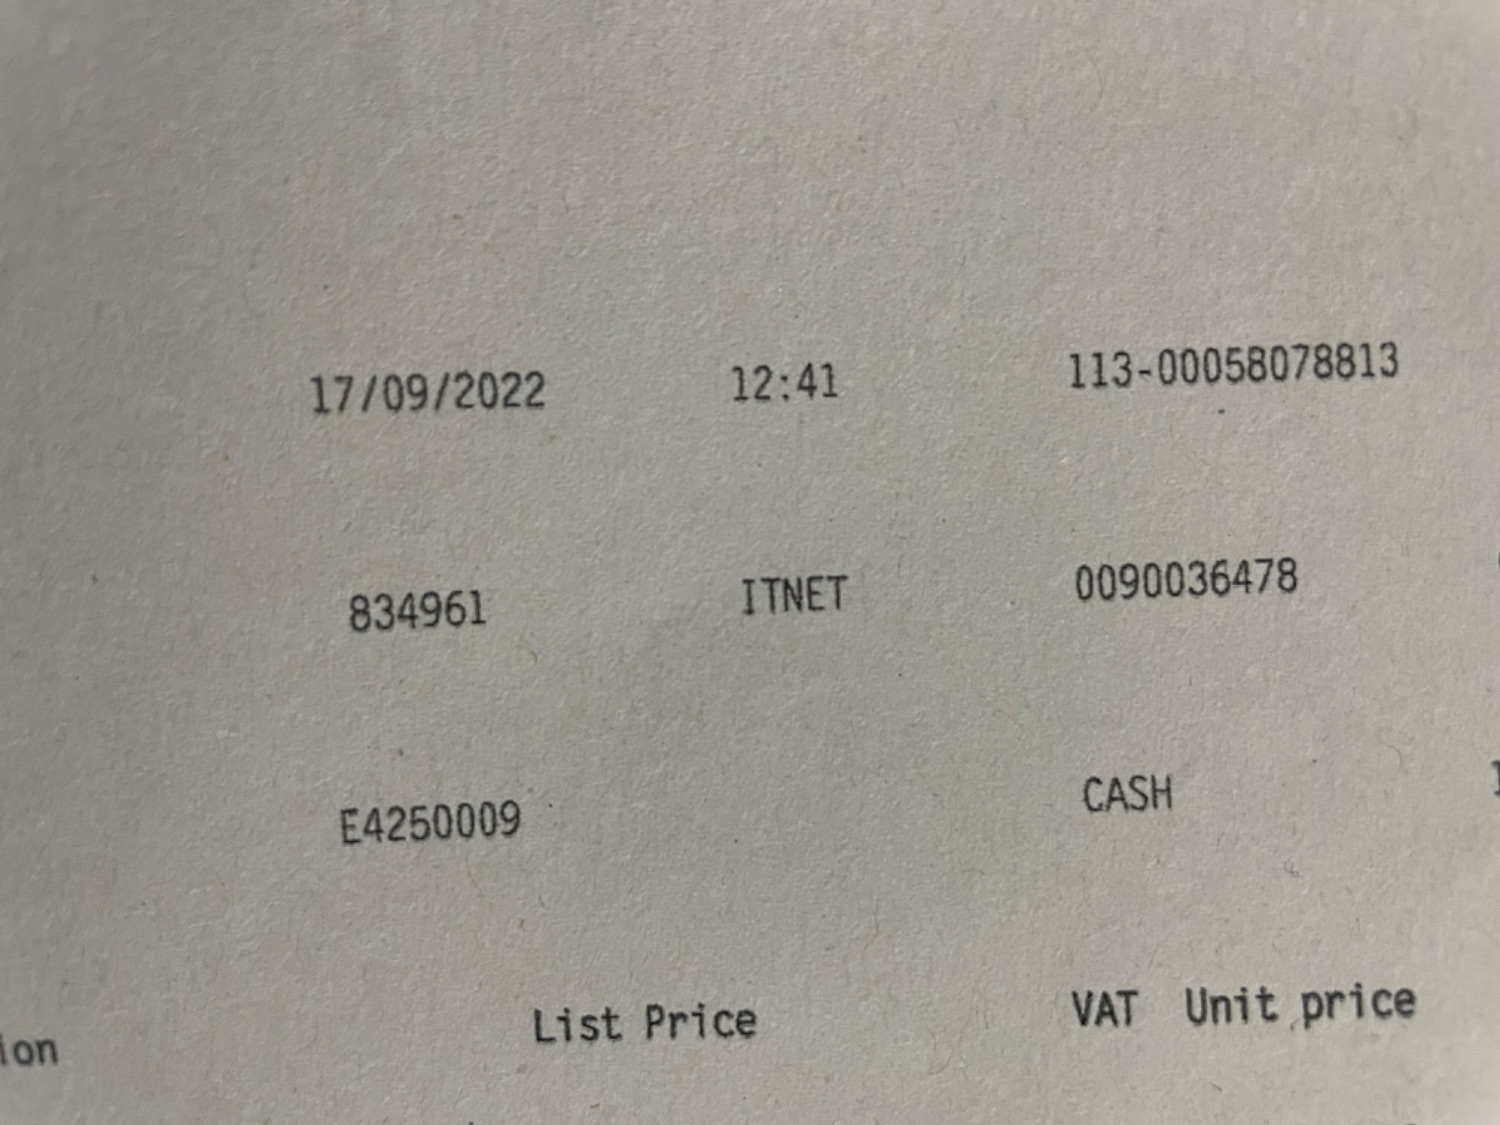 17/09/2022 12:41 113-00058078813
834961 ITNET 0090036478
E4250009 CASH
ion List Price VAT Unit price